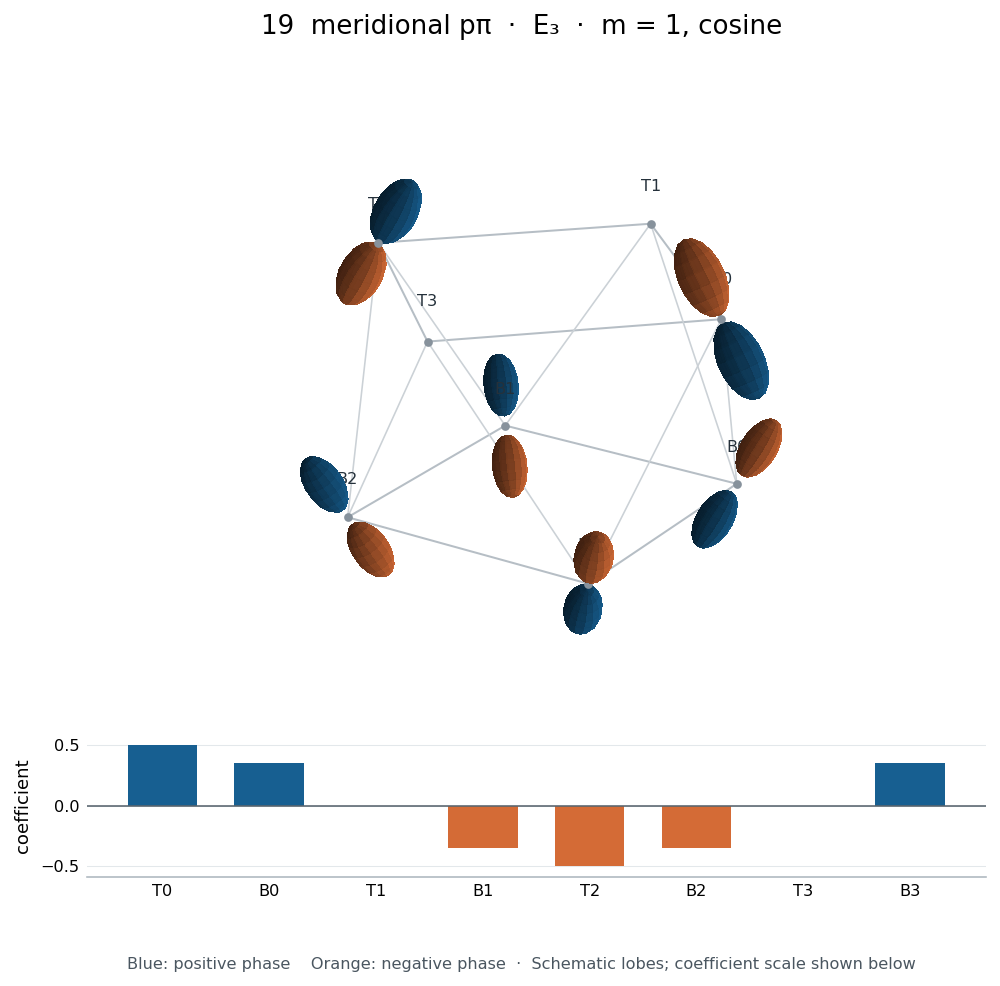 19 meridional pπ · E₃ · m = 1, cosine
T1
T3
B2
coefficient
0.5
0.0
−0.5
T0 B0 T1 B1 T2 B2 T3 B3
Blue: positive phase Orange: negative phase · Schematic lobes; coefficient scale shown below